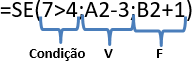 =SE(7>4;A2-3;B2+1)
Condição V F